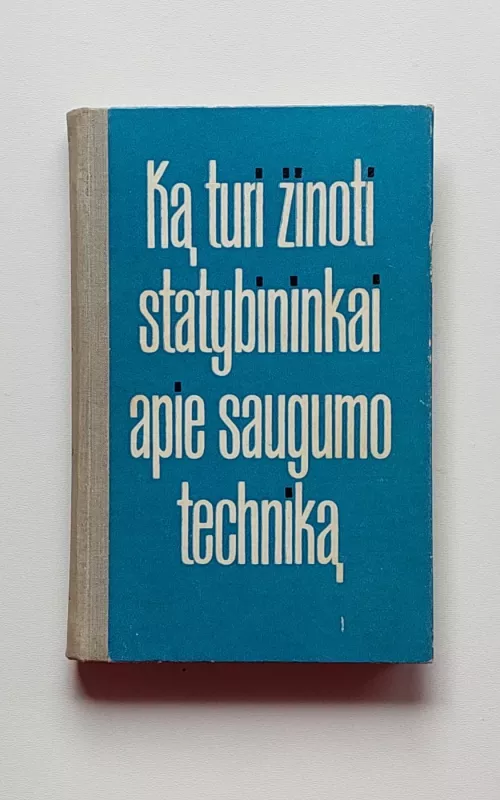 Ką turi žinoti
statybininkai
apie saugumo
techniką